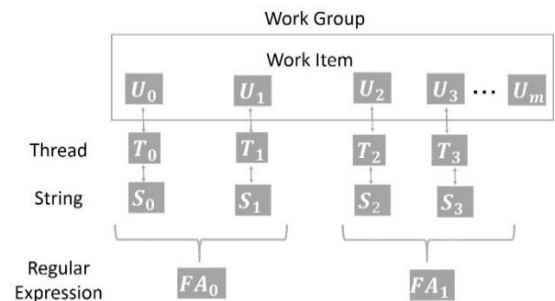 Work Group
Work Item
U₀ U₁ U₂ U₃ ... Uₘ
Thread T₀ T₁ T₂ T₃
String S₀ S₁ S₂ S₃
Regular
Expression FA₀ FA₁